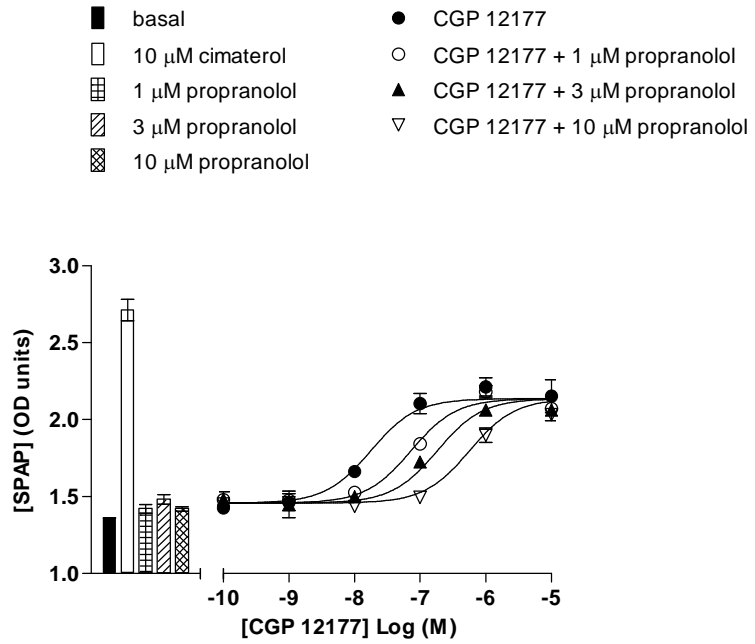 basal
10 μM cimaterol
1 μM propranolol
3 μM propranolol
10 μM propranolol
CGP 12177
CGP 12177 + 1 μM propranolol
CGP 12177 + 3 μM propranolol
CGP 12177 + 10 μM propranolol
[SPAP] (OD units)
3.0
2.5
2.0
1.5
1.0
-10 -9 -8 -7 -6 -5
[CGP 12177] Log (M)